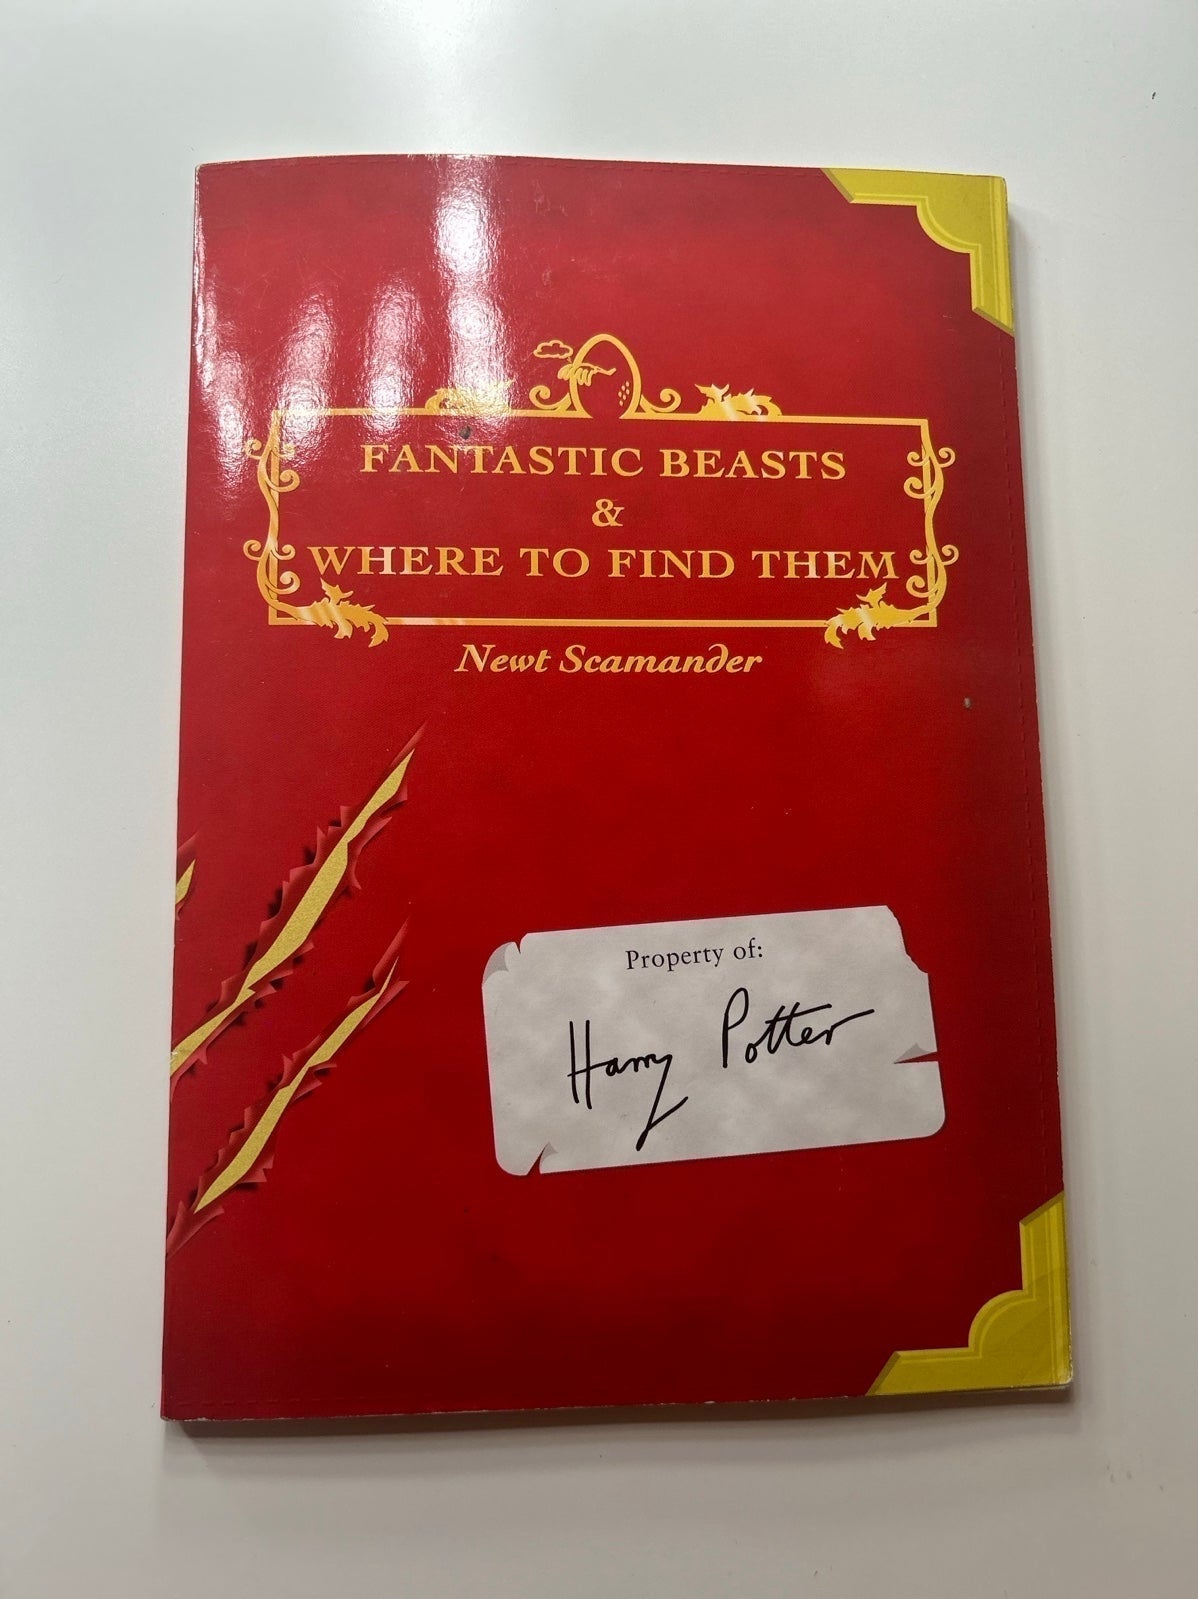 FANTASTIC BEASTS
&
WHERE TO FIND THEM
Newt Scamander
Property of:
Harry Potter